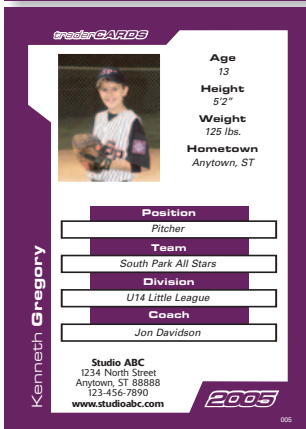 traderCARDS
Age
13
Height
5'2"
Weight
125 lbs.
Hometown
Anytown, ST
Position
Pitcher
Team
South Park All Stars
Division
U14 Little League
Coach
Jon Davidson
Kenneth Gregory
Studio ABC
1234 North Street
Anytown, ST 88888
123-456-7890
www.studioabc.com
2005
005